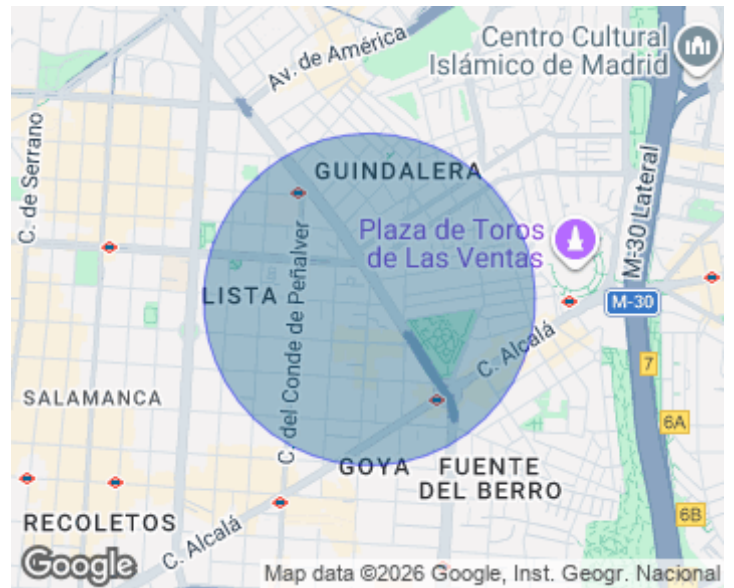 Av. de América
Centro Cultural
Islámico de Madrid
C. de Serrano
GUINDALERA
M-30 Lateral
Plaza de Toros
de Las Ventas
C. del Conde de Peñalver
LISTA
M-30
C. Alcalá
7
SALAMANCA
6A
GOYA
FUENTE
DEL BERRO
6B
RECOLETOS
C. Alcalá
Google
Map data ©2026 Google, Inst. Geogr. Nacional